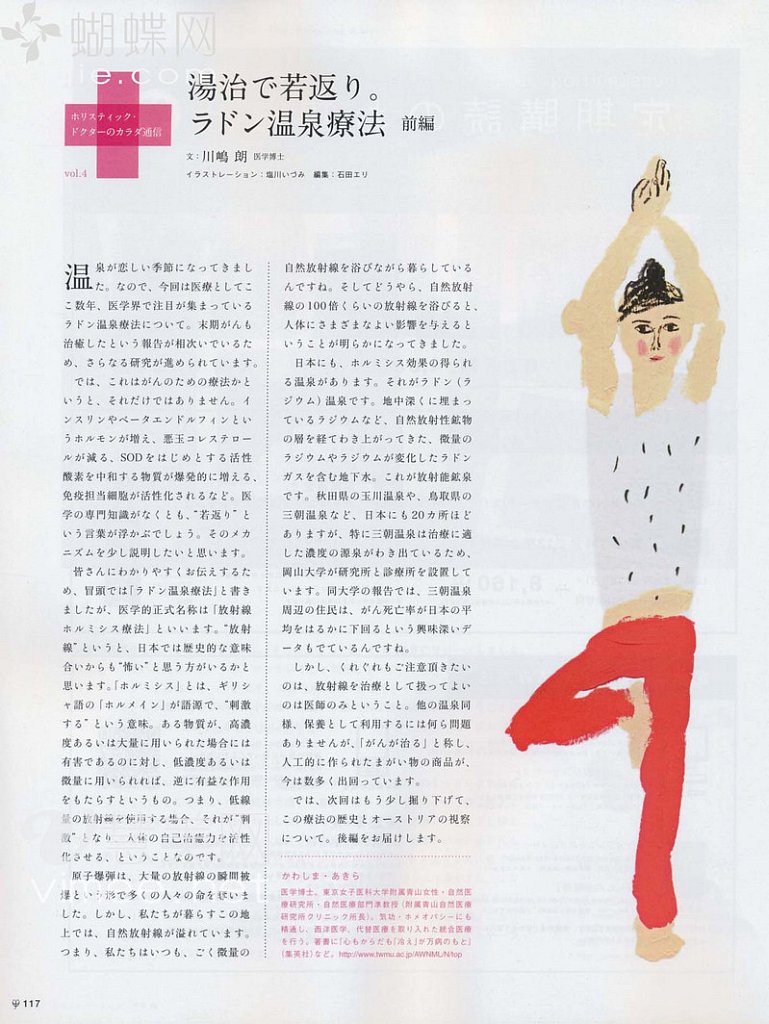 蝴蝶网
ホリスティック・
ドクターのカラダ通信
vol.4
湯治で若返り。
ラドン温泉療法 前編
文：川嶋 朗 医学博士
イラストレーション：塩川いづみ 編集：石田エリ
温泉が恋しい季節になってきまし
た。なので、今回は医療としてこ
こ数年、医学界で注目が集まっている
ラドン温泉療法について。末期がんも
治癒したという報告が相次いでいるた
め、さらなる研究が進められています。
では、これはがんのための療法かと
いうと、それだけではありません。イ
ンスリンやベータエンドルフィンとい
うホルモンが増え、悪玉コレステロー
ルが減る、SODをはじめとする活性
酸素を中和する物質が爆発的に増える、
免疫担当細胞が活性化されるなど。医
学の専門知識がなくとも、“若返り”と
いう言葉が浮かぶでしょう。そのメカ
ニズムを少し説明したいと思います。
皆さんにわかりやすくお伝えするた
め、冒頭では「ラドン温泉療法」と書き
ましたが、医学的正式名称は「放射線
ホルミシス療法」といいます。“放射
線”というと、日本では歴史的な意味
合いからも“怖い”と思う方がいるかと
思います。「ホルミシス」とは、ギリシ
ャ語の「ホルメイン」が語源で、“刺激
する”という意味。ある物質が、高濃
度あるいは大量に用いられた場合には
有害であるのに対し、低濃度あるいは
微量に用いられれば、逆に有益な作用
をもたらすというもの。つまり、低線
量の放射線を使用する場合、それが“刺
激”となり、人体の自己治癒力を活性
化させる、ということなのです。
原子爆弾は、大量の放射線の瞬間被
爆という形で多くの人々の命を奪いま
した。しかし、私たちが暮らすこの地
上では、自然放射線が溢れています。
つまり、私たちはいつも、ごく微量の
自然放射線を浴びながら暮らしている
んですね。そしてどうやら、自然放射
線の100倍くらいの放射線を浴びると、
人体にさまざまなよい影響を与えると
いうことが明らかになってきました。
日本にも、ホルミシス効果の得られ
る温泉があります。それがラドン（ラ
ジウム）温泉です。地中深くに埋まっ
ているラジウムなど、自然放射性鉱物
の層を経てわき上がってきた、微量の
ラジウムやラジウムが変化したラドン
ガスを含む地下水。これが放射能鉱泉
です。秋田県の玉川温泉や、鳥取県の
三朝温泉など、日本にも20カ所ほど
ありますが、特に三朝温泉は治療に適
した濃度の源泉がわき出ているため、
岡山大学が研究所と診療所を設置して
います。同大学の報告では、三朝温泉
周辺の住民は、がん死亡率が日本の平
均をはるかに下回るという興味深いデ
ータもでているんですね。
しかし、くれぐれもご注意頂きたい
のは、放射線を治療として扱ってよい
のは医師のみということ。他の温泉同
様、保養として利用するには何ら問題
ありませんが、「がんが治る」と称し、
人工的に作られたまがい物の商品が、
今は数多く出回っています。
では、次回はもう少し掘り下げて、
この療法の歴史とオーストリアの視察
について。後編をお届けします。
かわしま・あきら
医学博士。東京女子医科大学附属青山女性・自然医
療研究所・自然医療部門准教授（附属青山自然医療
研究所クリニック所長）。気功・ホメオパシーにも
精通し、西洋医学、代替医療を取り入れた統合医療
を行う。著書に『心もからだも「冷え」が万病のもと』
（集英社）など。http://www.twmu.ac.jp/AWNML/N/top
117